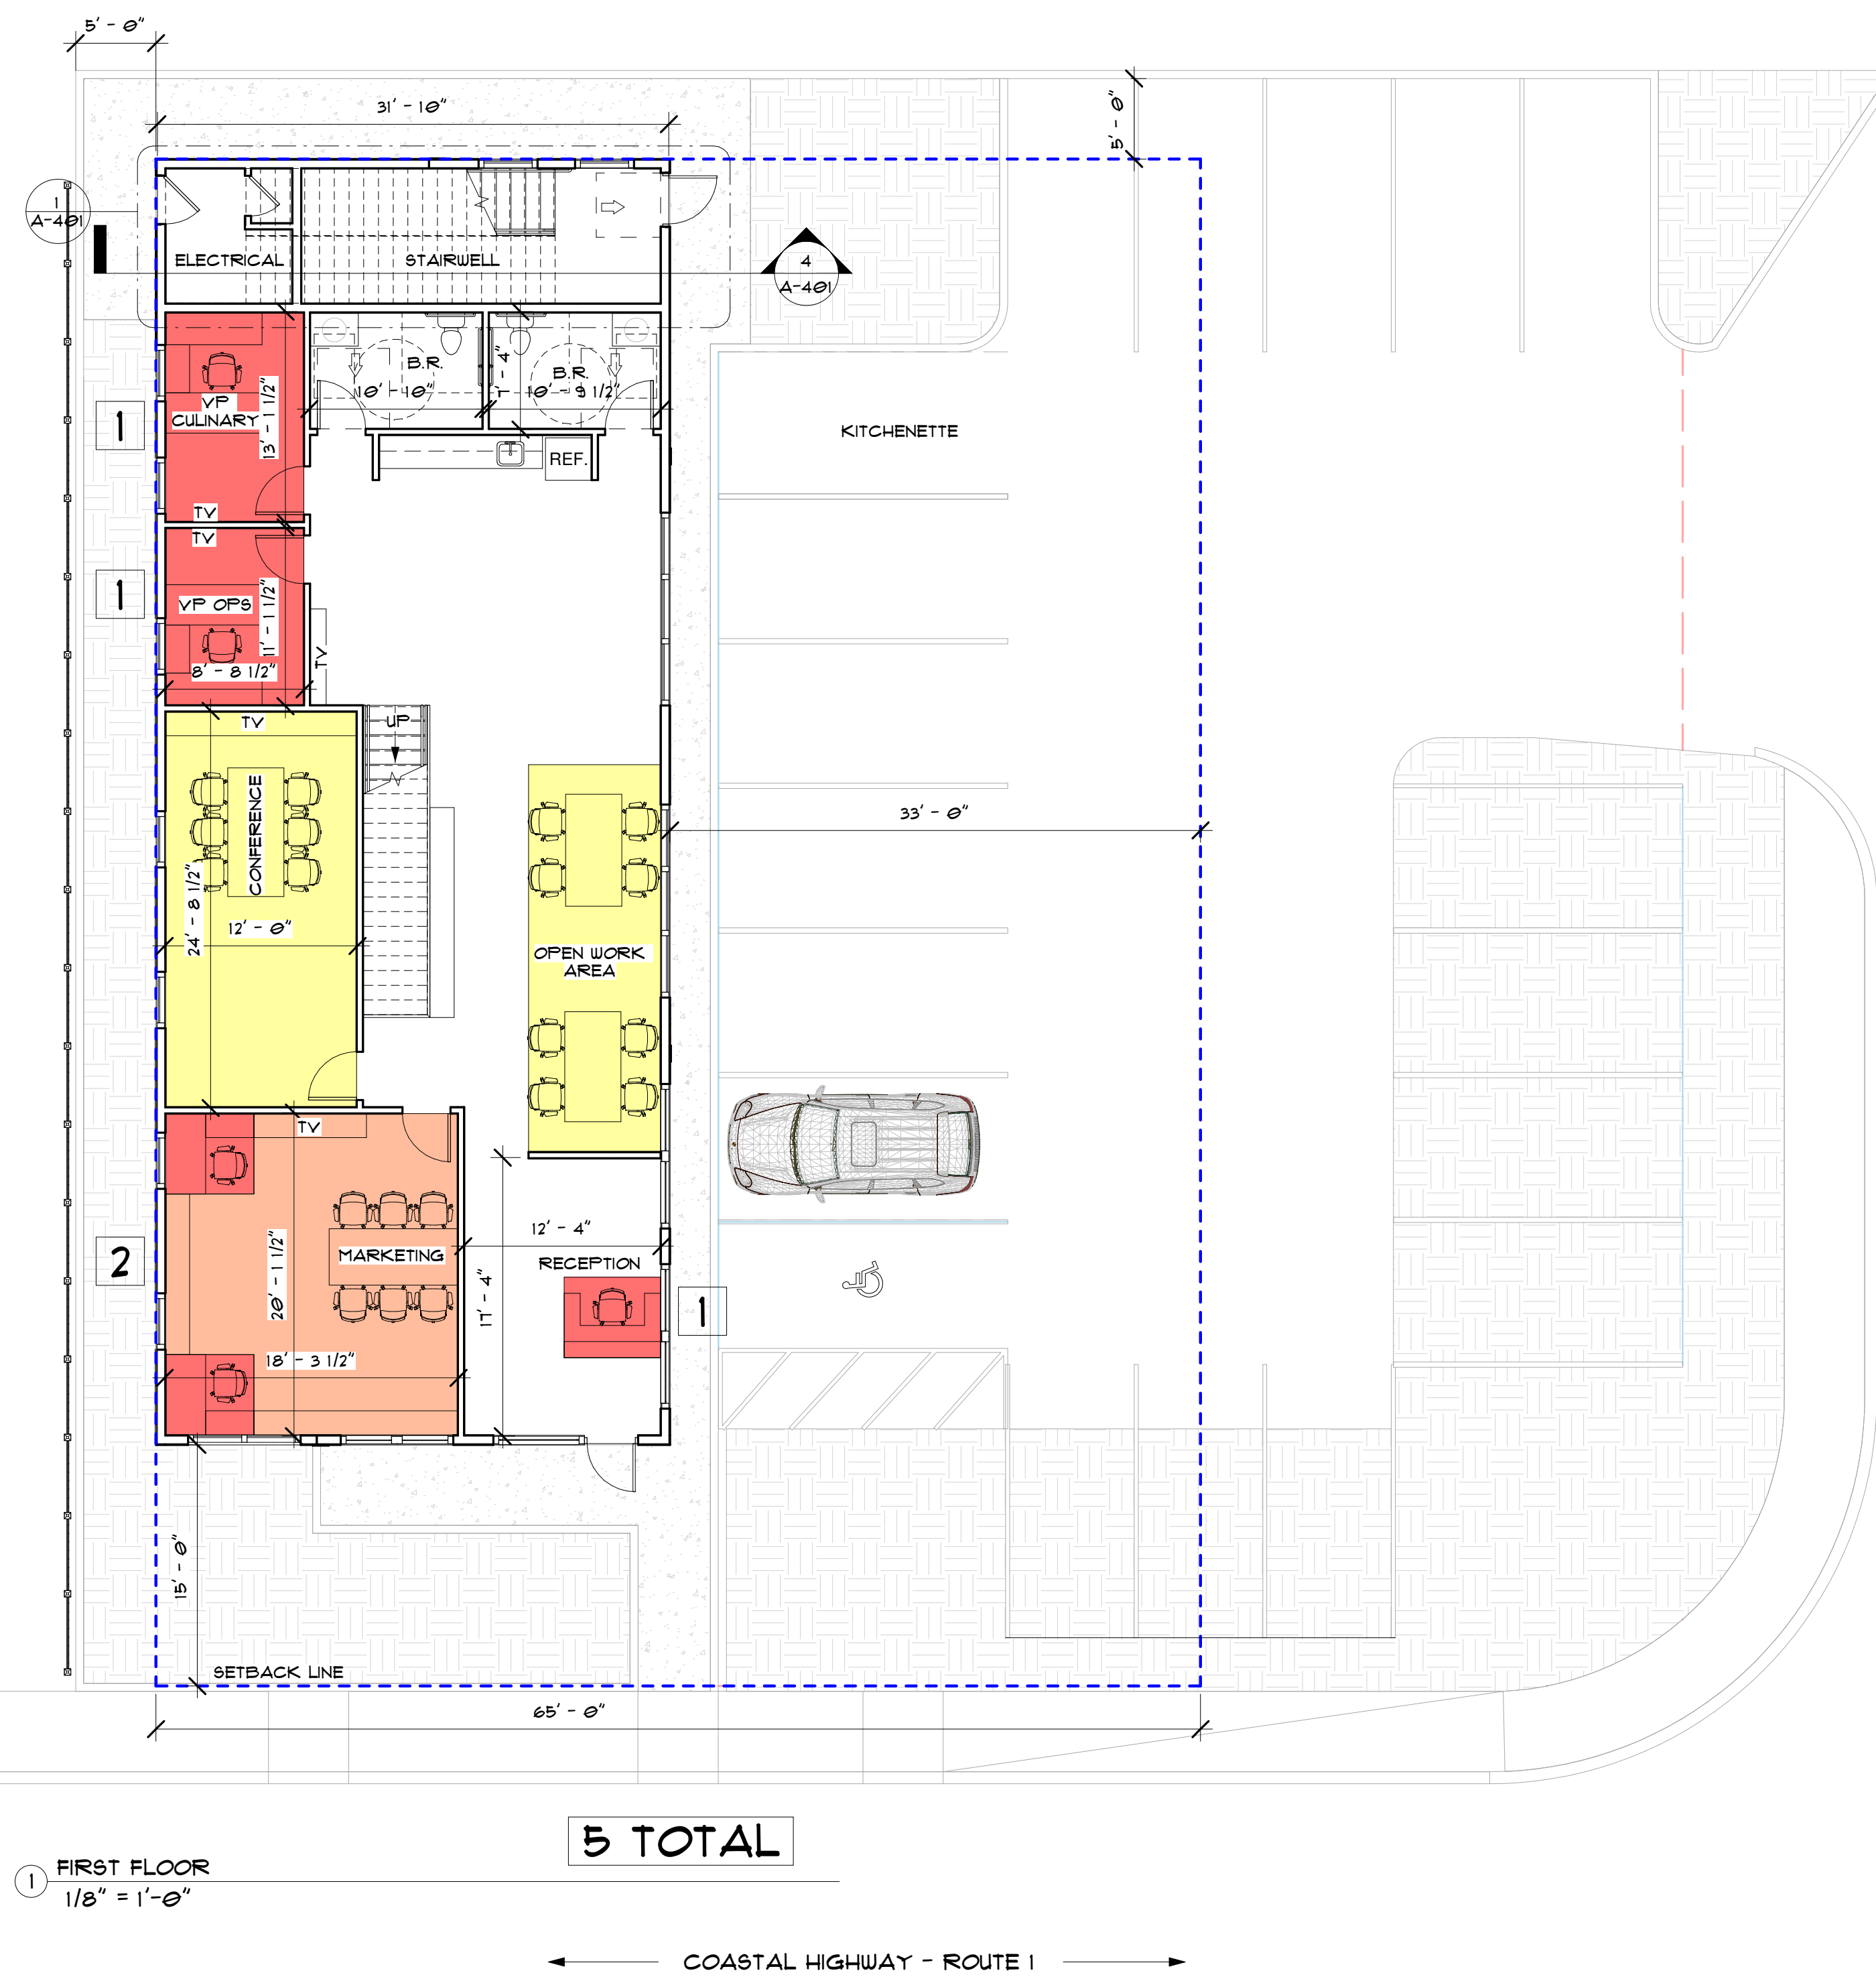 5' - 0"
31' - 10"
5' - 0"
1
A-401
ELECTRICAL
STAIRWELL
4
A-401
B.R.
B.R.
7' - 4"
10' - 10"
10' - 9 1/2"
VP
CULINARY
13' - 1 1/2"
1
KITCHENETTE
REF.
TV
TV
1
VP OPS
11' - 1 1/2"
8' - 8 1/2"
TV
TV
UP
CONFERENCE
24' - 8 1/2"
12' - 0"
33' - 0"
OPEN WORK
AREA
TV
2
MARKETING
20' - 1 1/2"
18' - 3 1/2"
12' - 4"
RECEPTION
17' - 4"
1
15' - 0"
SETBACK LINE
65' - 0"
5 TOTAL
1
FIRST FLOOR
1/8" = 1'-0"
COASTAL HIGHWAY - ROUTE 1